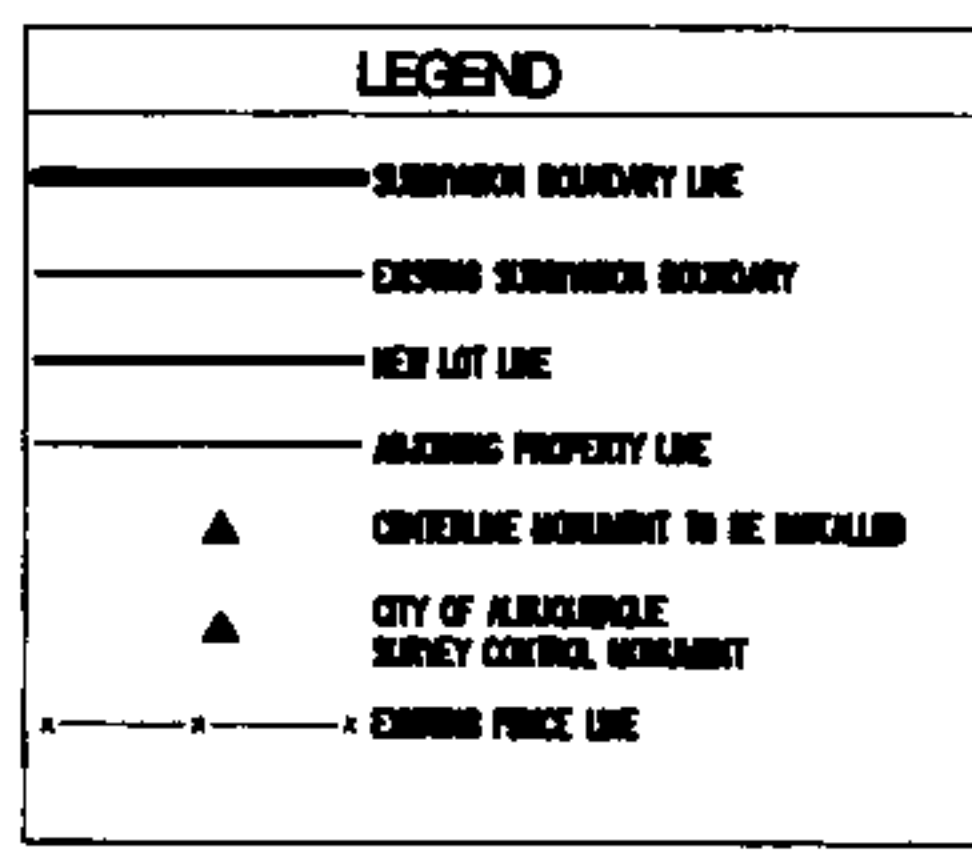 LEGEND
SUBDIVISION BOUNDARY LINE
EXISTING SUBDIVISION BOUNDARY
NEW LOT LINE
ADJOINING PROPERTY LINE
CENTERLINE MONUMENT TO BE INSTALLED
CITY OF ALBUQUERQUE
SURVEY CONTROL MONUMENT
EXISTING FENCE LINE